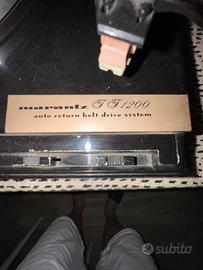 marantz TT1200
auto return belt drive system
subito